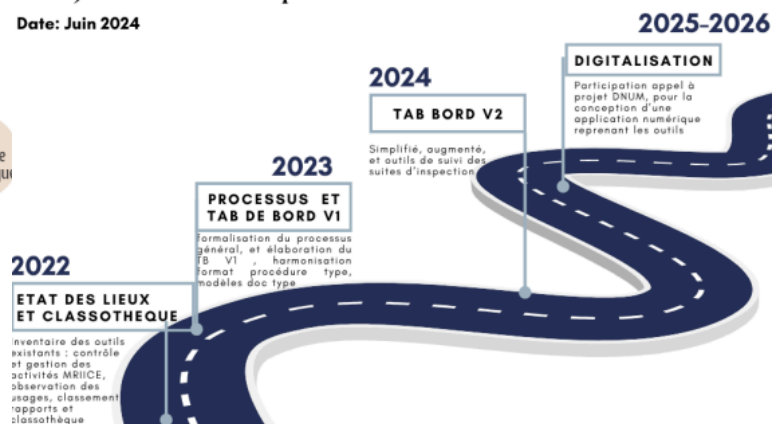 Date: Juin 2024
2025-2026
DIGITALISATION
Participation appel à
projet DNUM, pour la
conception d'une
application numérique
reprenant les outils
2024
TAB BORD V2
Simplifié, augmenté,
et outils de suivi des
suites d'inspection
2023
PROCESSUS ET
TAB DE BORD V1
formalisation du processus
général, et élaboration du
TB V1 , harmonisation
format procédure type,
modèles doc type
2022
ETAT DES LIEUX
ET CLASSOTHEQUE
Inventaire des outils
existants : contrôle
et gestion des
activités MRIICE,
observation des
usages, classement
rapports et
classothèque